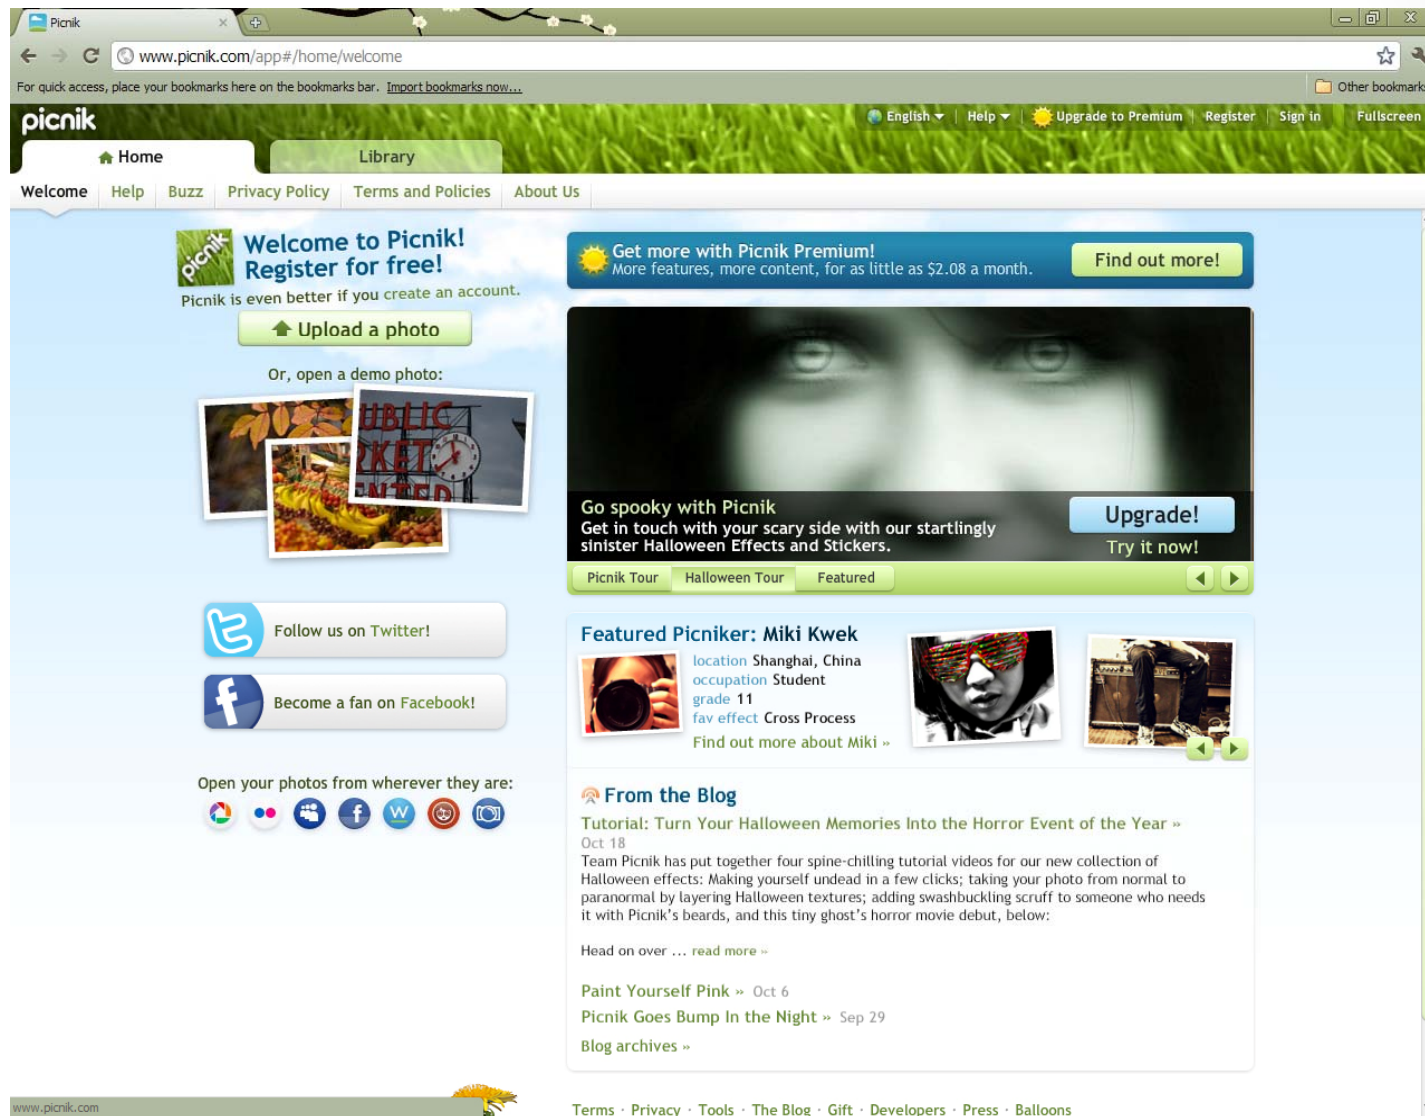 Picnik
www.picnik.com/app#/home/welcome
For quick access, place your bookmarks here on the bookmarks bar. Import bookmarks now...
Other bookmarks
picnik
English
Help
Upgrade to Premium
Register
Sign in
Fullscreen
Home
Library
Welcome
Help
Buzz
Privacy Policy
Terms and Policies
About Us
picnik
Welcome to Picnik!
Register for free!
Picnik is even better if you create an account.
Upload a photo
Or, open a demo photo:
PUBLIC
MARKET
CENTER
Follow us on Twitter!
Become a fan on Facebook!
Open your photos from wherever they are:
Get more with Picnik Premium!
More features, more content, for as little as $2.08 a month.
Find out more!
Go spooky with Picnik
Get in touch with your scary side with our startlingly
sinister Halloween Effects and Stickers.
Upgrade!
Try it now!
Picnik Tour
Halloween Tour
Featured
Featured Picniker: Miki Kwek
location Shanghai, China
occupation Student
grade 11
fav effect Cross Process
Find out more about Miki »
From the Blog
Tutorial: Turn Your Halloween Memories Into the Horror Event of the Year »
Oct 18
Team Picnik has put together four spine-chilling tutorial videos for our new collection of
Halloween effects: Making yourself undead in a few clicks; taking your photo from normal to
paranormal by layering Halloween textures; adding swashbuckling scruff to someone who needs
it with Picnik's beards, and this tiny ghost's horror movie debut, below:
Head on over ... read more »
Paint Yourself Pink » Oct 6
Picnik Goes Bump In the Night » Sep 29
Blog archives »
www.picnik.com
Terms · Privacy · Tools · The Blog · Gift · Developers · Press · Balloons